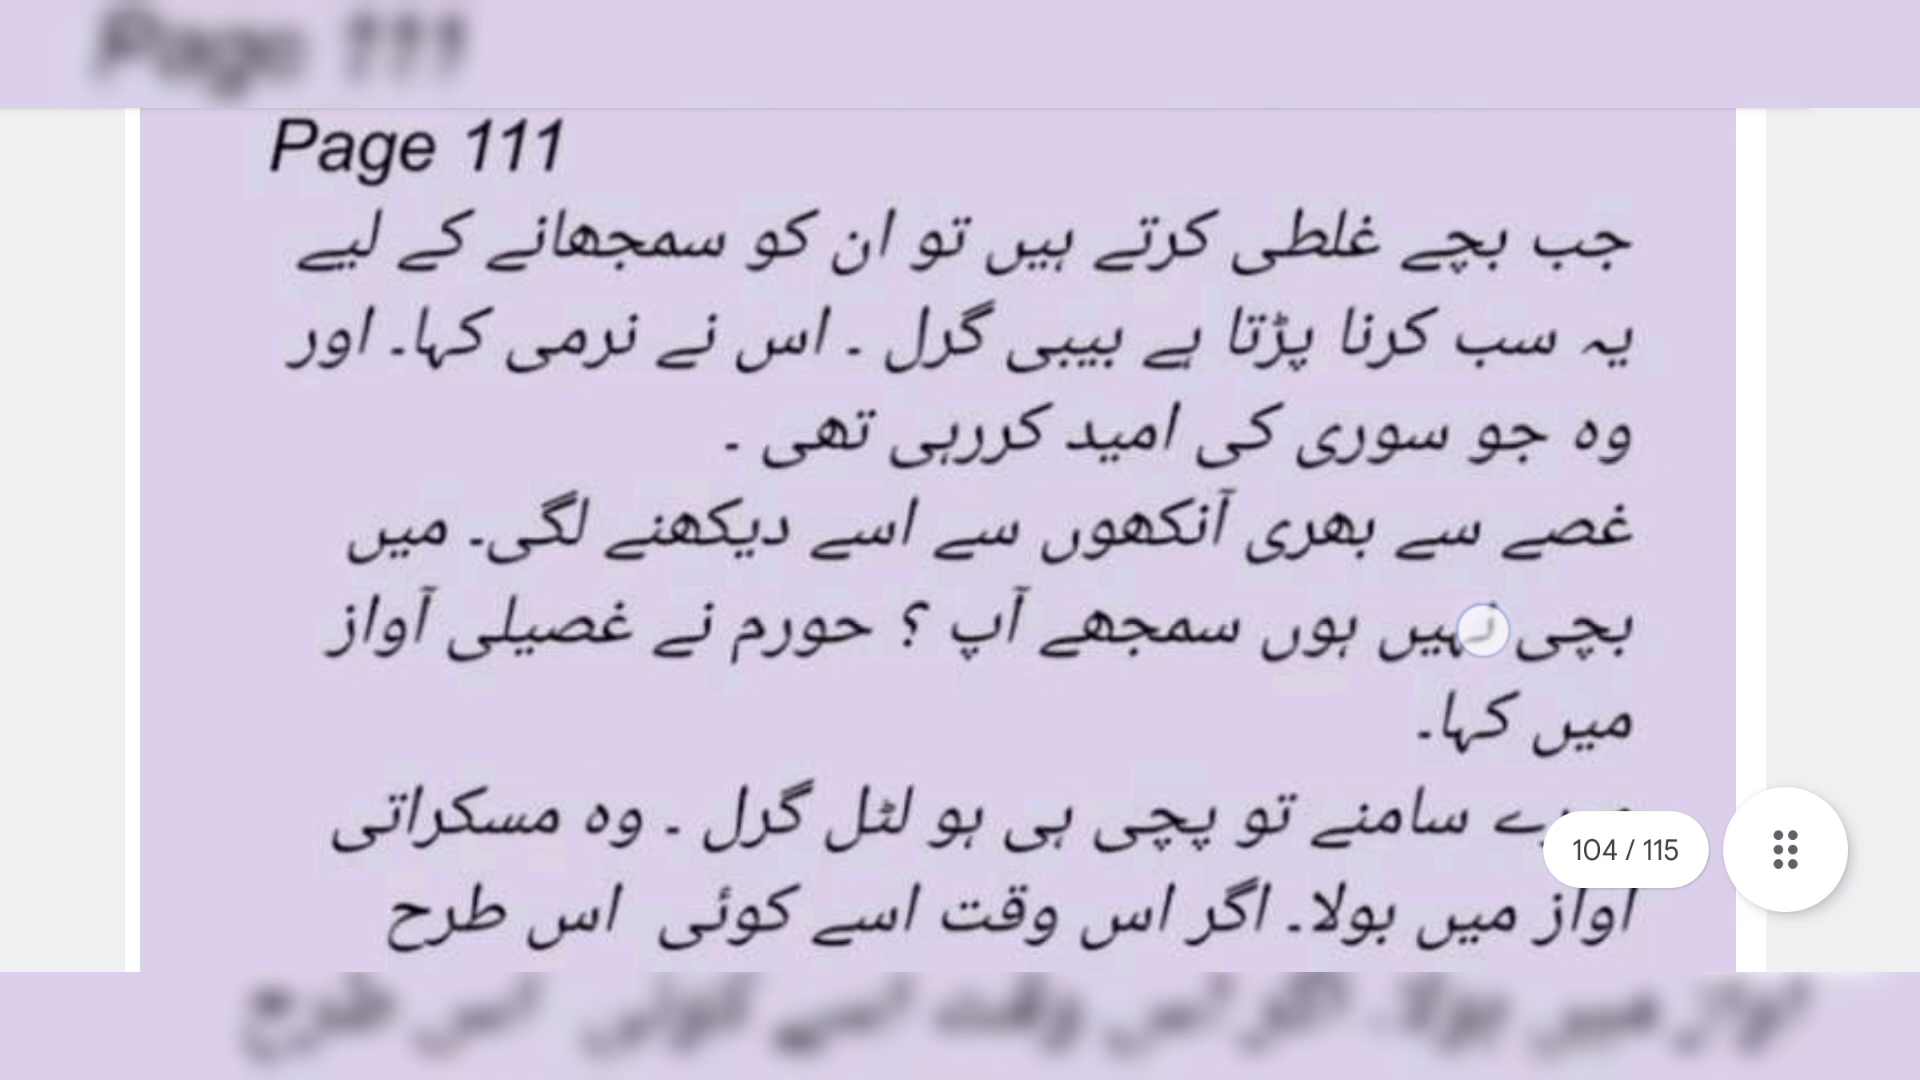 Page 111
جب بچے غلطی کرتے ہیں تو ان کو سمجھانے کے لیے
یہ سب کرنا پڑتا ہے بیبی گرل ۔ اس نے نرمی کہا۔ اور
وہ جو سوری کی امید کررہی تھی ۔
غصے سے بھری آنکھوں سے اسے دیکھنے لگی۔ میں
بچی نہیں ہوں سمجھے آپ ؟ حورم نے غصیلی آواز
میں کہا۔
سامنے تو پچی ہی ہو لٹل گرل ۔ وہ مسکراتی
آواز میں بولا۔ اگر اس وقت اسے کوئی اس طرح
104 / 115